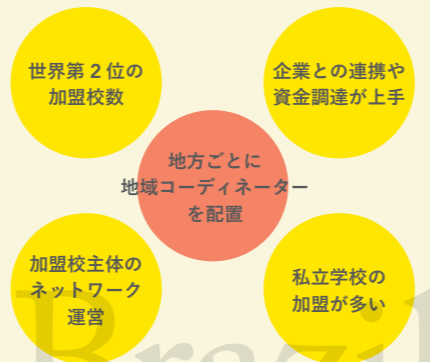 世界第 2 位の
加盟校数
企業との連携や
資金調達が上手
地方ごとに
地域コーディネーター
を配置
加盟校主体の
ネットワーク
運営
私立学校の
加盟が多い
Brazil